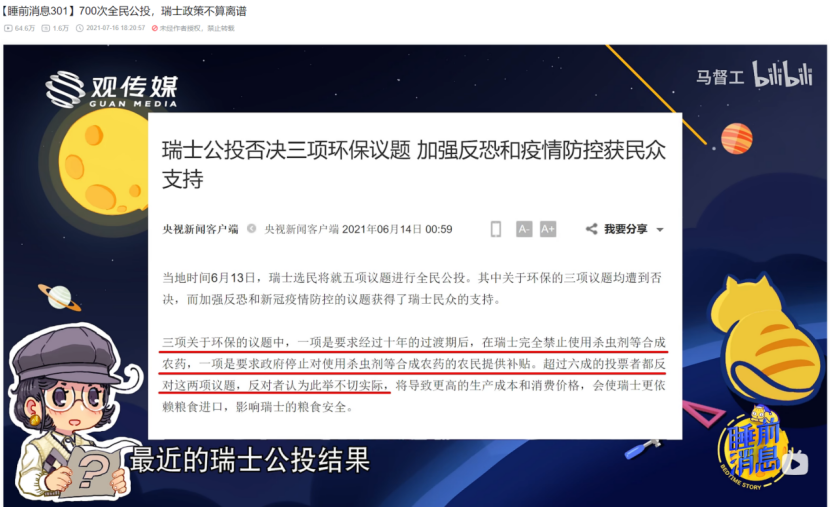 【睡前消息301】700次全民公投，瑞士政策不算离谱
64.6万 1.6万 2021-07-16 18:20:57 未经作者授权，禁止转载
观传媒
GUAN MEDIA
马督工 bilibili
瑞士公投否决三项环保议题 加强反恐和疫情防控获民众
支持
央视新闻客户端 央视新闻客户端 2021年06月14日 00:59 A- A+ 我要分享
当地时间6月13日，瑞士选民将就五项议题进行全民公投。其中关于环保的三项议题均遭到否
决，而加强反恐和新冠疫情防控的议题获得了瑞士民众的支持。
三项关于环保的议题中，一项是要求经过十年的过渡期后，在瑞士完全禁止使用杀虫剂等合成
农药，一项是要求政府停止对使用杀虫剂等合成农药的农民提供补贴。超过六成的投票者都反
对这两项议题，反对者认为此举不切实际，将导致更高的生产成本和消费价格，会使瑞士更依
赖粮食进口，影响瑞士的粮食安全。
?
最近的瑞士公投结果
睡前
消息
BEDTIME STORY